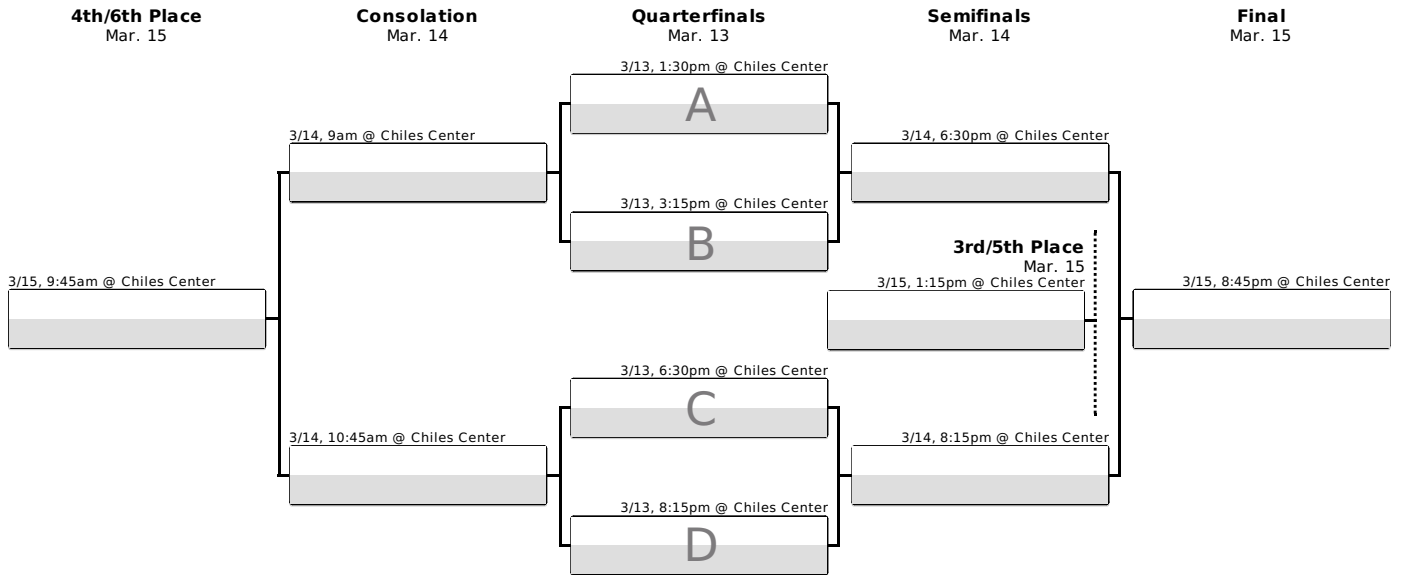 4th/6th Place
Mar. 15
Consolation
Mar. 14
Quarterfinals
Mar. 13
Semifinals
Mar. 14
Final
Mar. 15
3/13, 1:30pm @ Chiles Center
A
3/14, 9am @ Chiles Center
3/14, 6:30pm @ Chiles Center
3/13, 3:15pm @ Chiles Center
B
3rd/5th Place
Mar. 15
3/15, 9:45am @ Chiles Center
3/15, 1:15pm @ Chiles Center
3/15, 8:45pm @ Chiles Center
3/13, 6:30pm @ Chiles Center
C
3/14, 10:45am @ Chiles Center
3/14, 8:15pm @ Chiles Center
3/13, 8:15pm @ Chiles Center
D